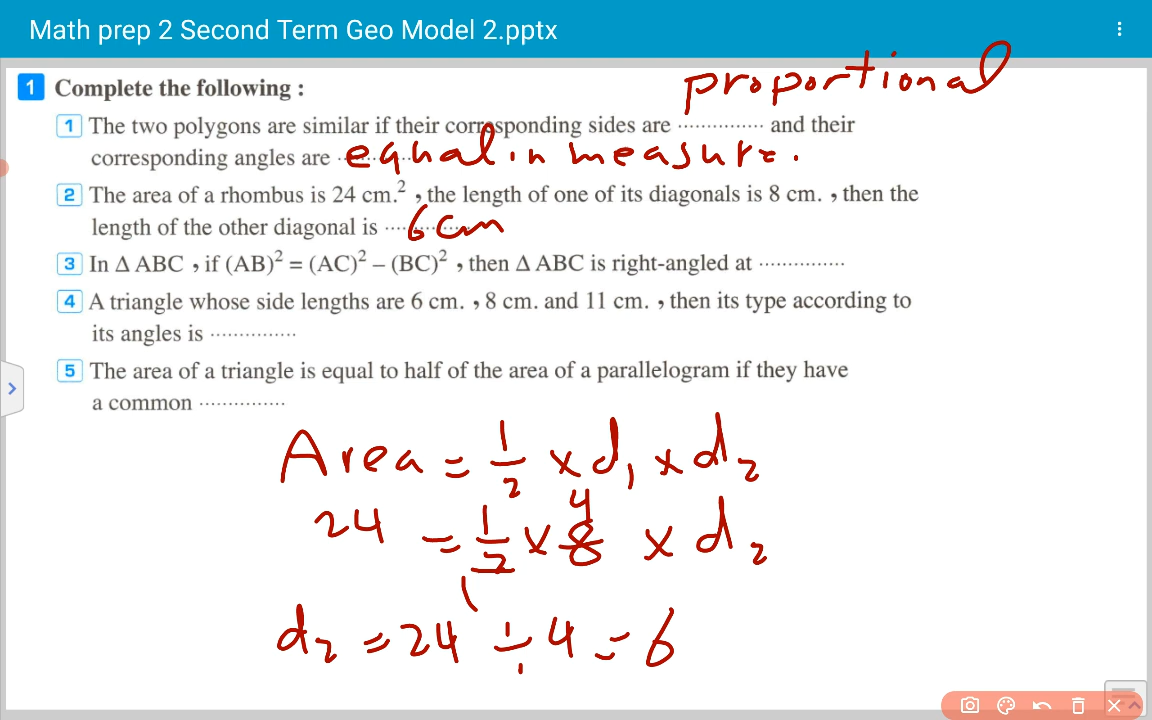 Math prep 2 Second Term Geo Model 2.pptx
proportional
1 Complete the following :
1 The two polygons are similar if their corresponding sides are ............... and their
corresponding angles are ............... equal in measure.
2 The area of a rhombus is 24 cm.² , the length of one of its diagonals is 8 cm. , then the
length of the other diagonal is ............... 6 cm
3 In Δ ABC , if (AB)² = (AC)² – (BC)² , then Δ ABC is right-angled at ...............
4 A triangle whose side lengths are 6 cm. , 8 cm. and 11 cm. , then its type according to
its angles is ...............
5 The area of a triangle is equal to half of the area of a parallelogram if they have
a common ...............
Area = 1/2 × d1 × d2
4
24 = 1/2 × 8 × d2
1
d2 = 24 ÷ 4 = 6